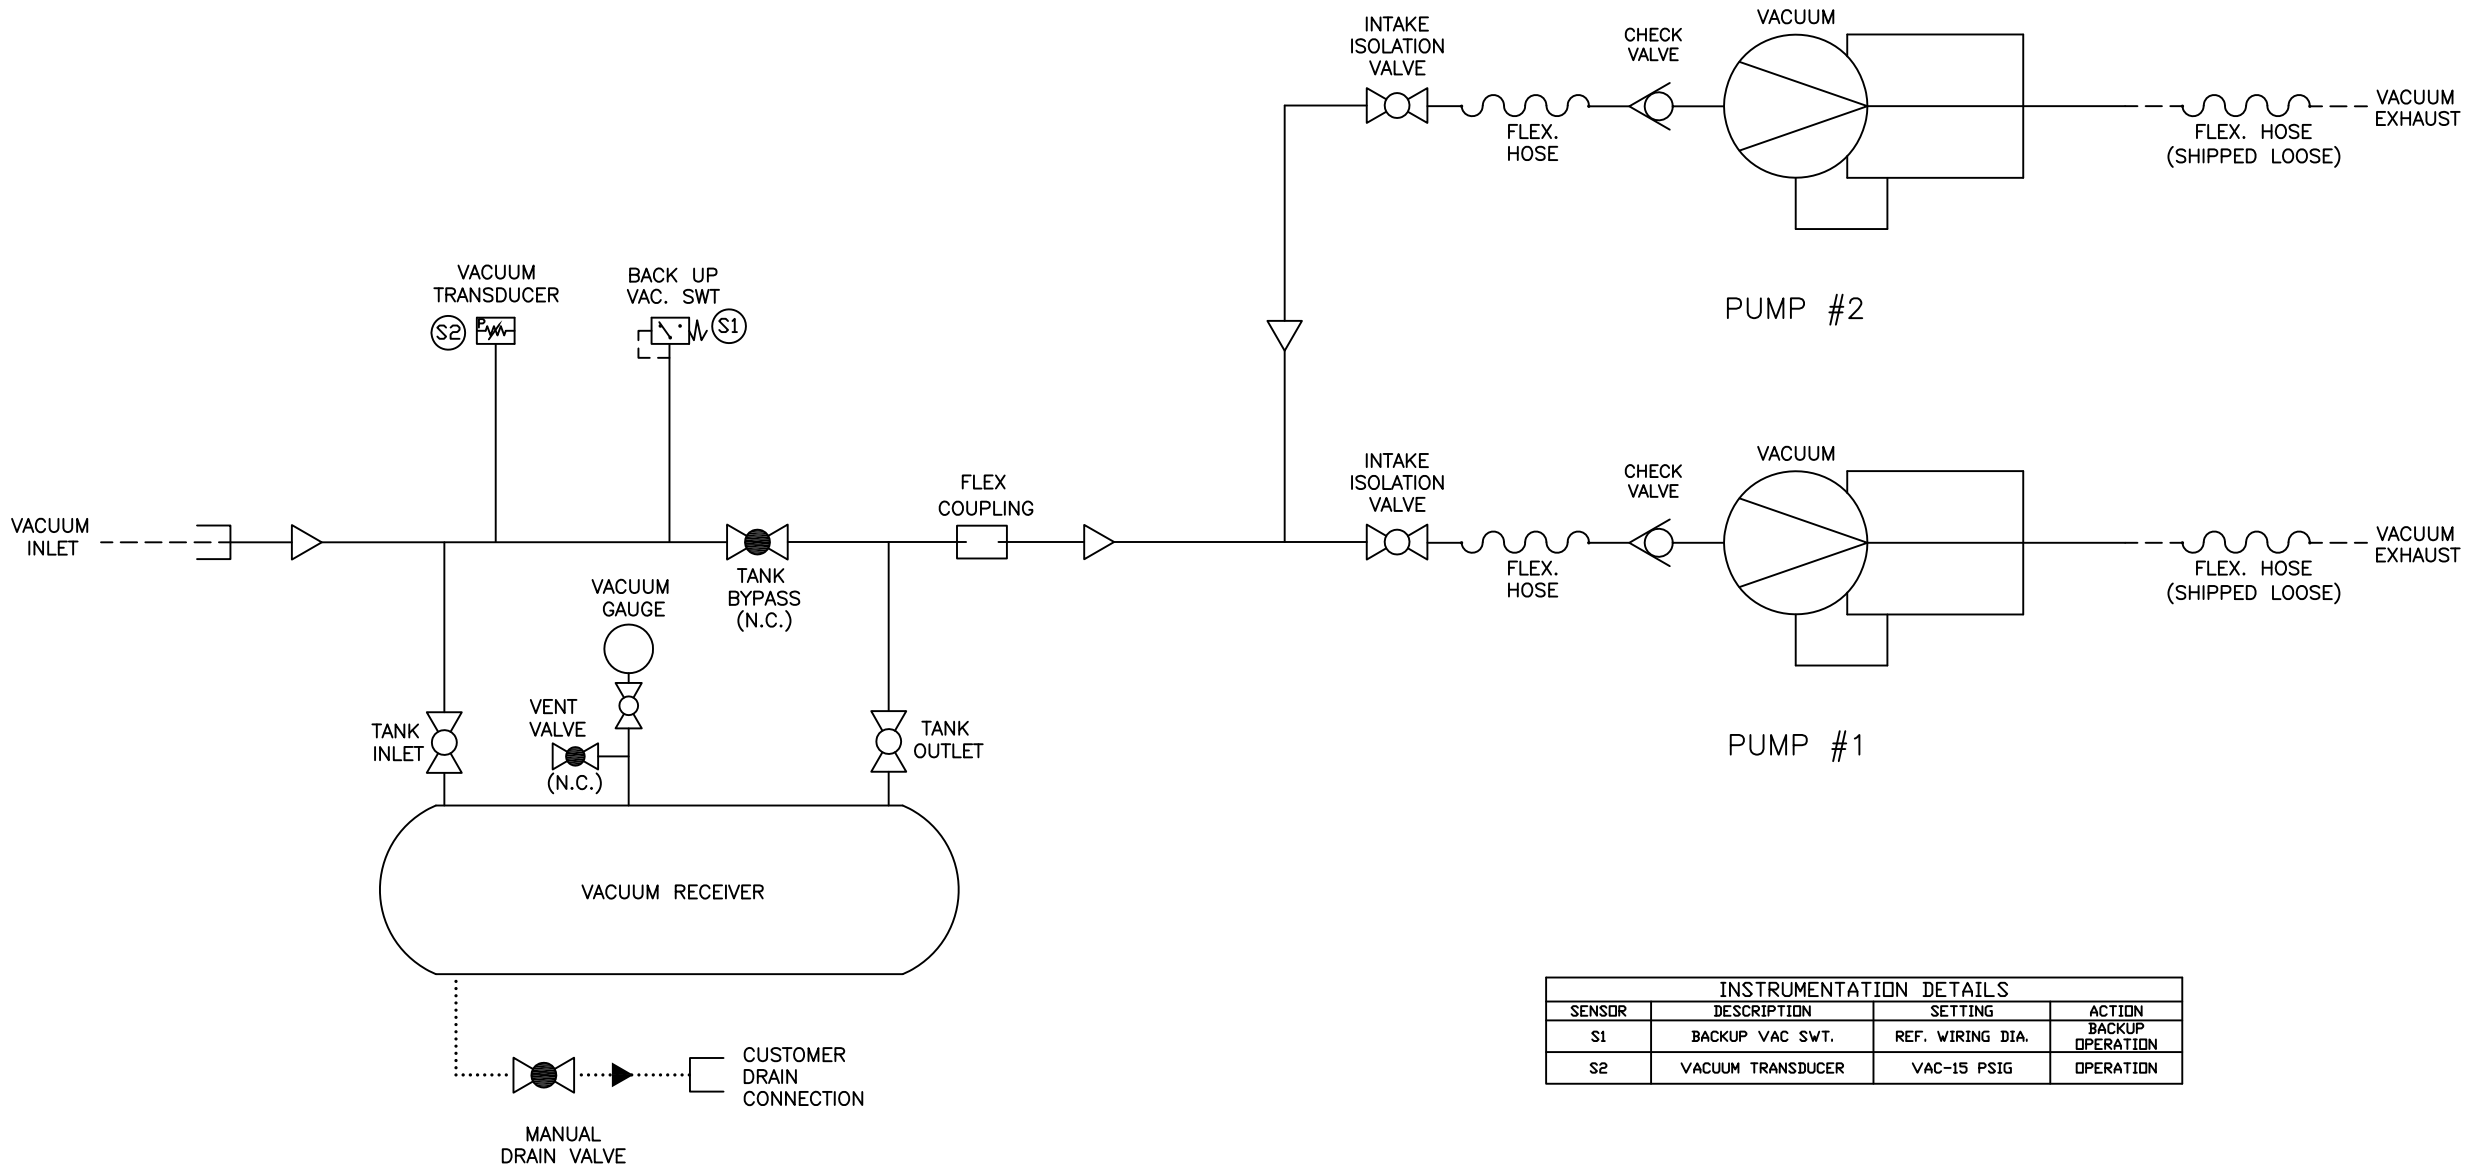 INTAKE
ISOLATION
VALVE
CHECK
VALVE
VACUUM
FLEX.
HOSE
VACUUM
EXHAUST
FLEX. HOSE
(SHIPPED LOOSE)
PUMP #2
VACUUM
TRANSDUCER
S2
P
BACK UP
VAC. SWT
S1
VACUUM
INLET
TANK
BYPASS
(N.C.)
FLEX
COUPLING
INTAKE
ISOLATION
VALVE
CHECK
VALVE
VACUUM
FLEX.
HOSE
VACUUM
EXHAUST
FLEX. HOSE
(SHIPPED LOOSE)
PUMP #1
VACUUM
GAUGE
VENT
VALVE
(N.C.)
TANK
INLET
TANK
OUTLET
VACUUM RECEIVER
CUSTOMER
DRAIN
CONNECTION
MANUAL
DRAIN VALVE
INSTRUMENTATION DETAILS
SENSOR DESCRIPTION SETTING ACTION
S1 BACKUP VAC SWT. REF. WIRING DIA. BACKUP
OPERATION
S2 VACUUM TRANSDUCER VAC-15 PSIG OPERATION